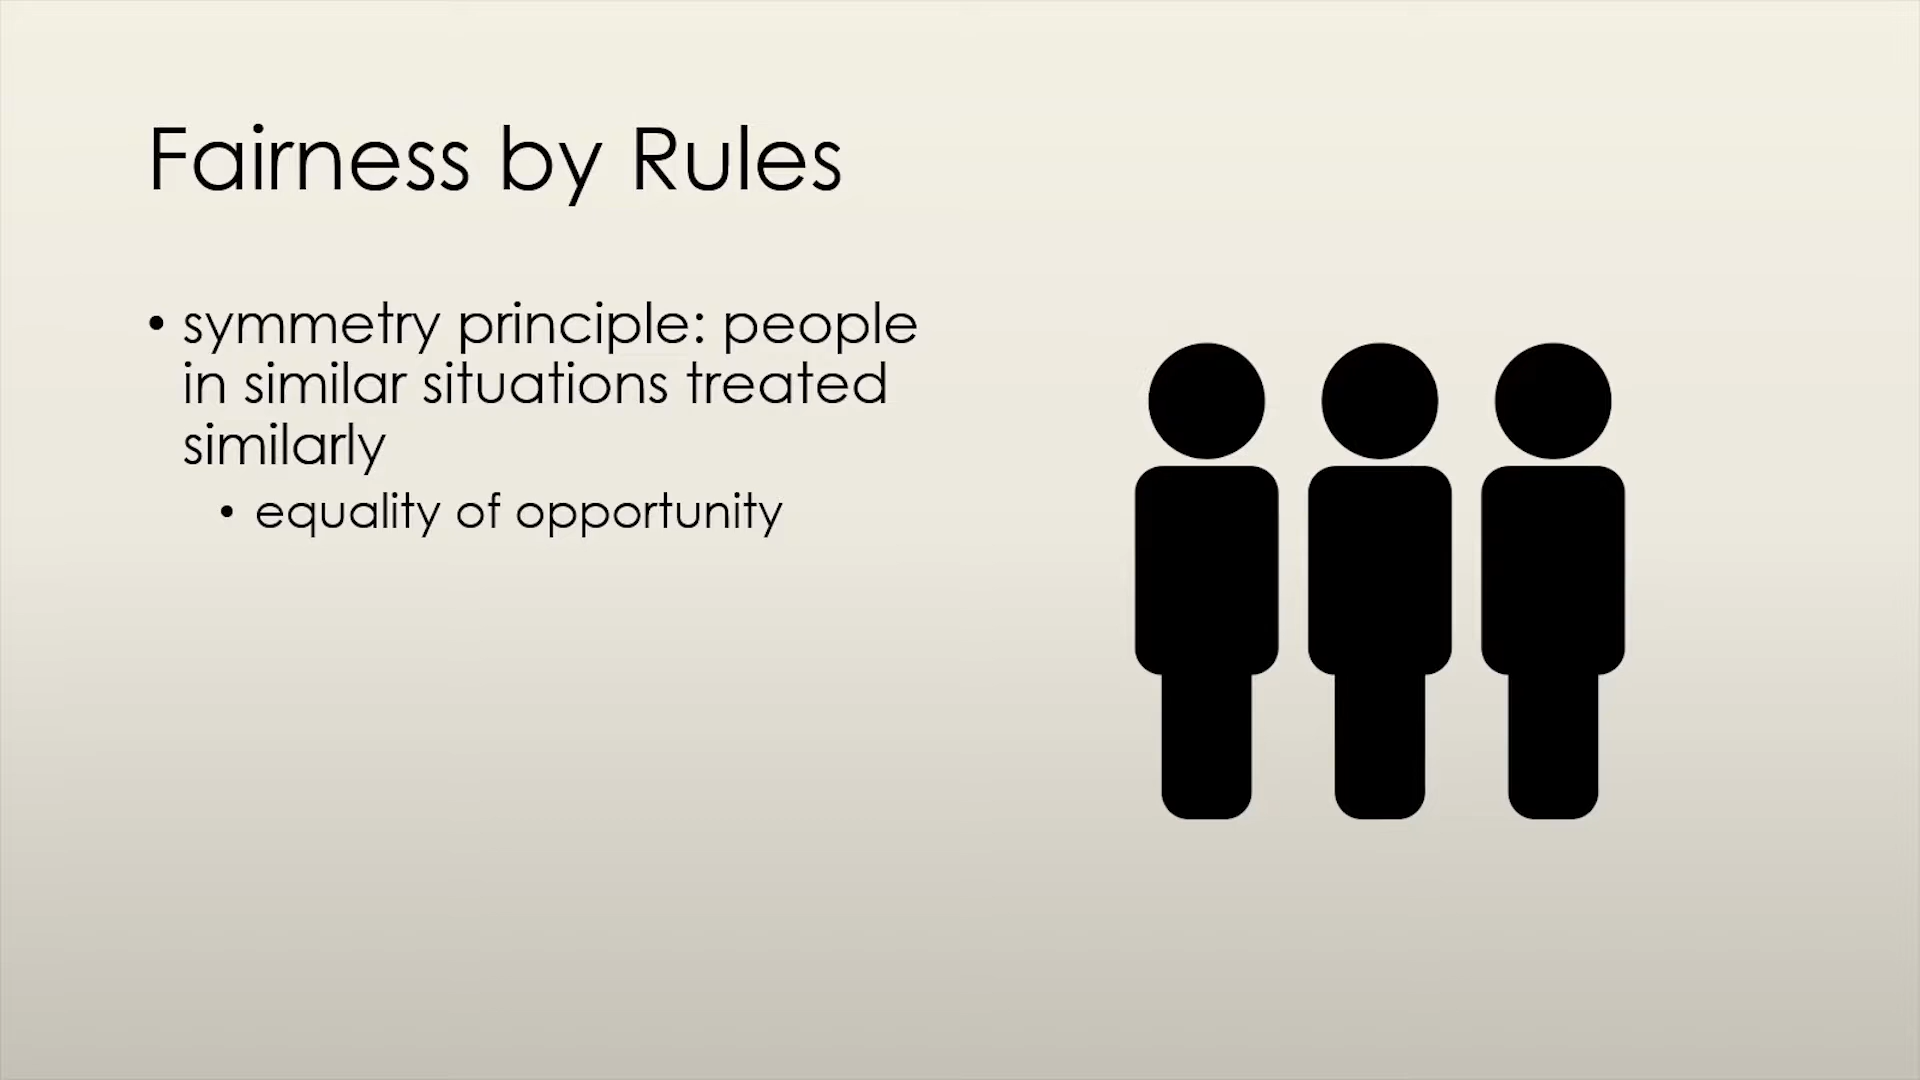 Fairness by Rules
• symmetry principle: people
in similar situations treated
similarly
• equality of opportunity